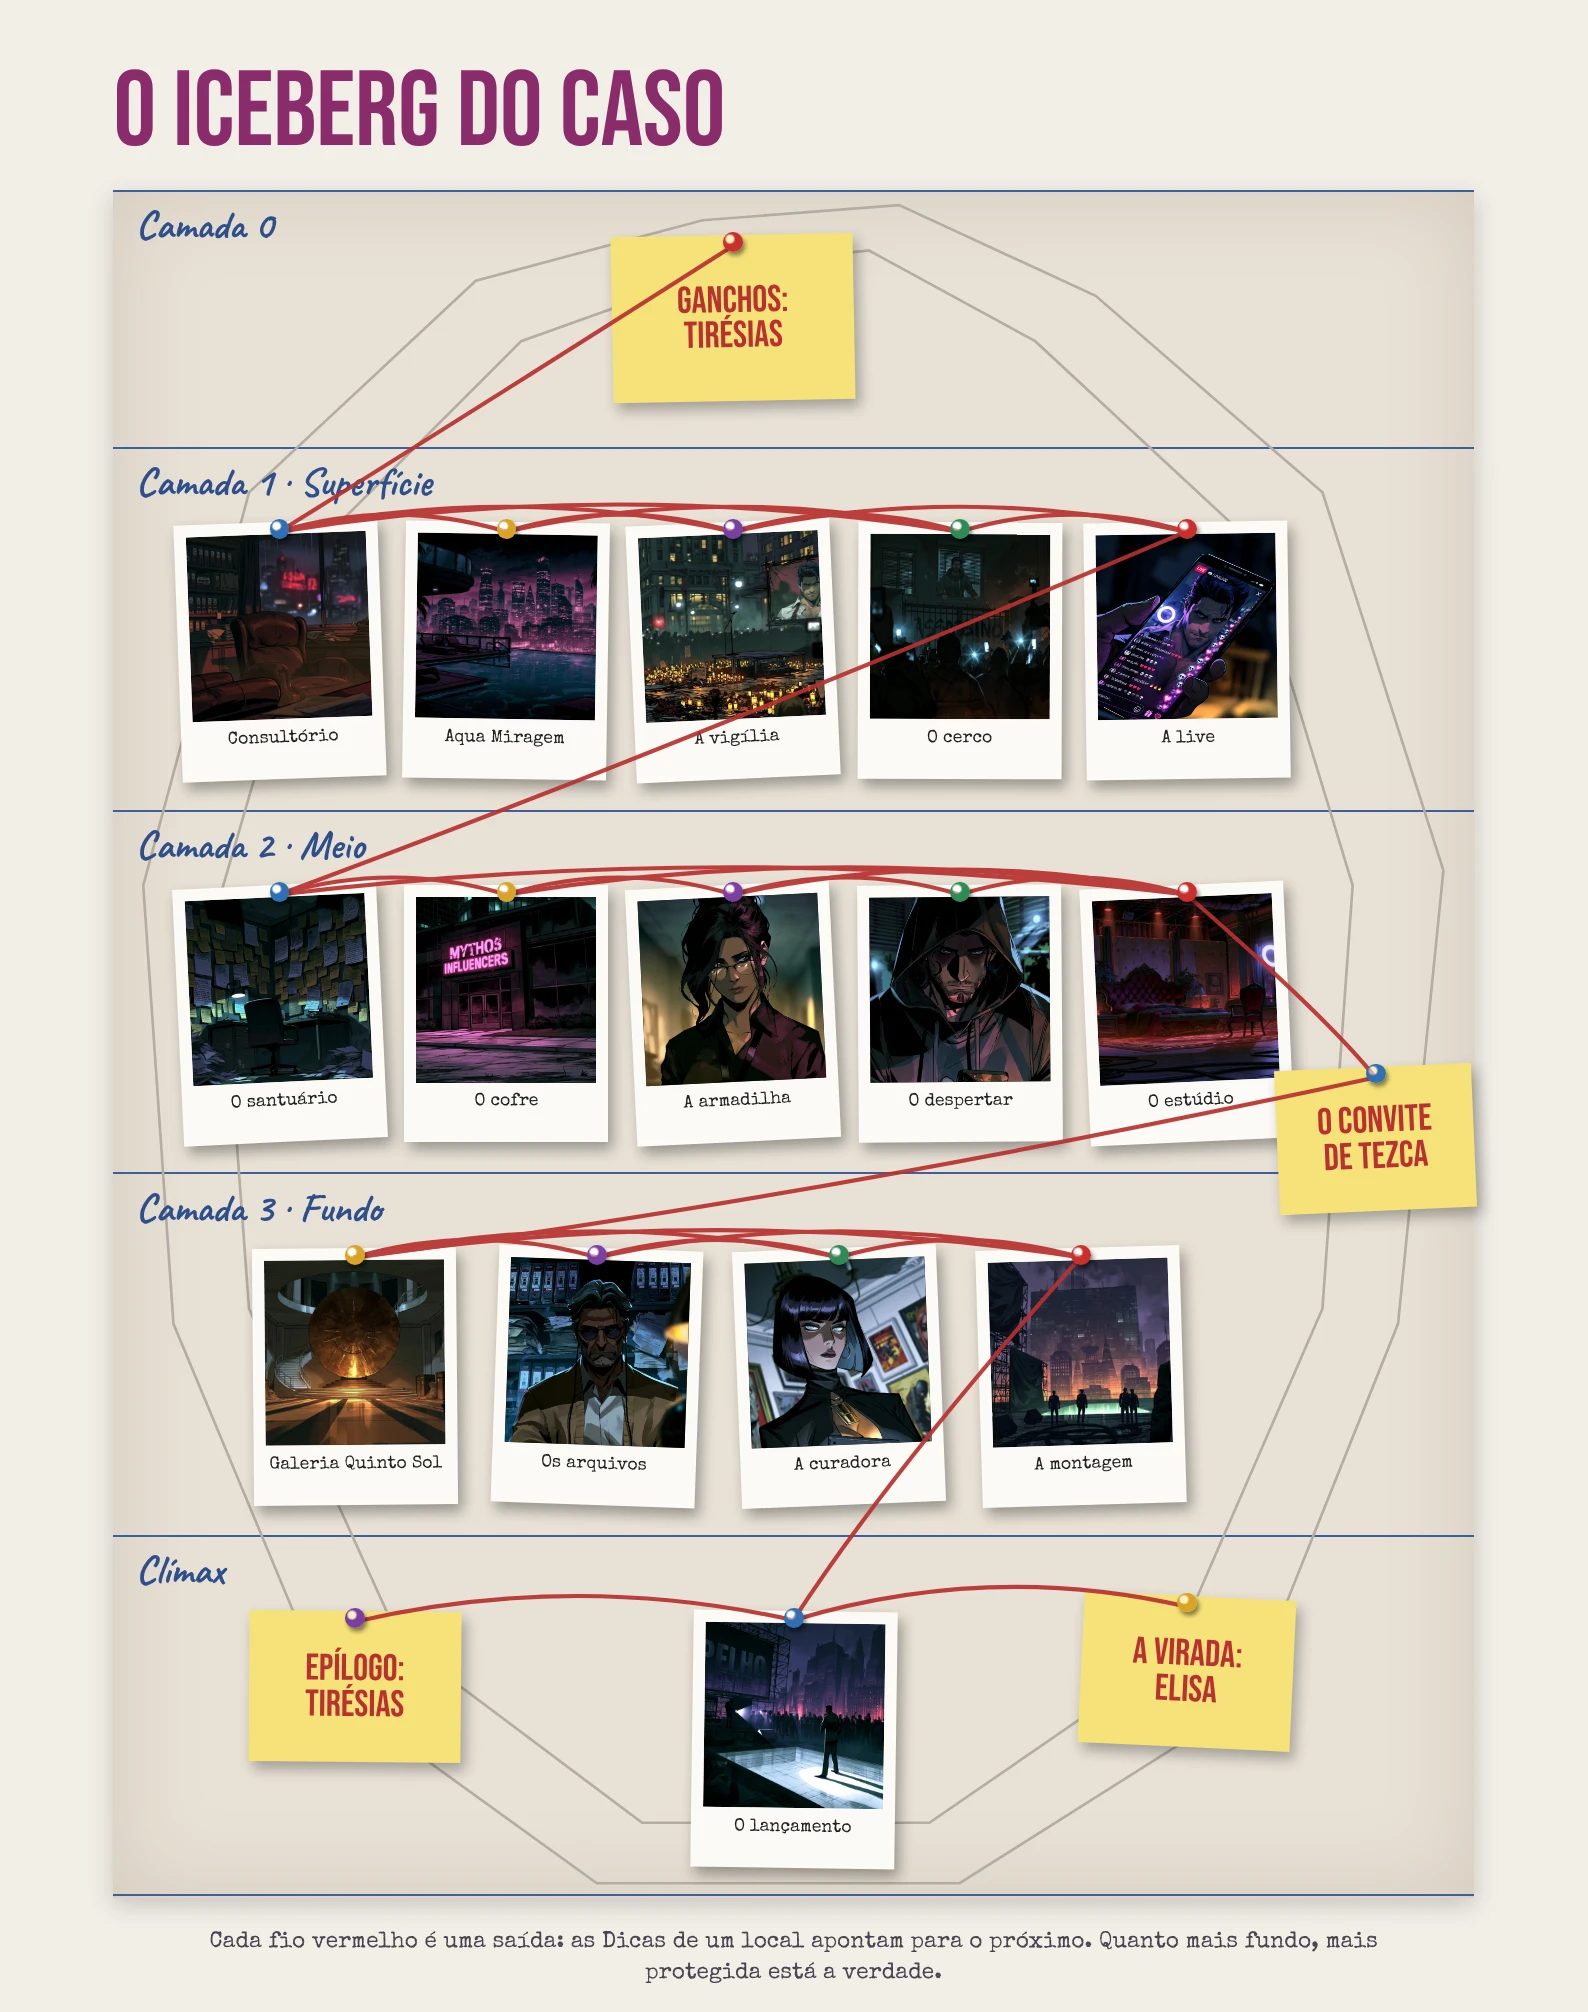 O ICEBERG DO CASO
Camada 0
GANCHOS:
TIRÉSIAS
Camada 1 · Superfície
Consultório
Aqua Miragem
A vigília
O cerco
LIVE
A live
Camada 2 · Meio
MYTHOS
INFLUENCERS
O santuário
O cofre
A armadilha
O despertar
O estúdio
O CONVITE
DE TEZCA
Camada 3 · Fundo
Galeria Quinto Sol
Os arquivos
A curadora
A montagem
Clímax
EPÍLOGO:
TIRÉSIAS
A VIRADA:
ELISA
PELHO
O lançamento
Cada fio vermelho é uma saída: as Dicas de um local apontam para o próximo. Quanto mais fundo, mais
protegida está a verdade.